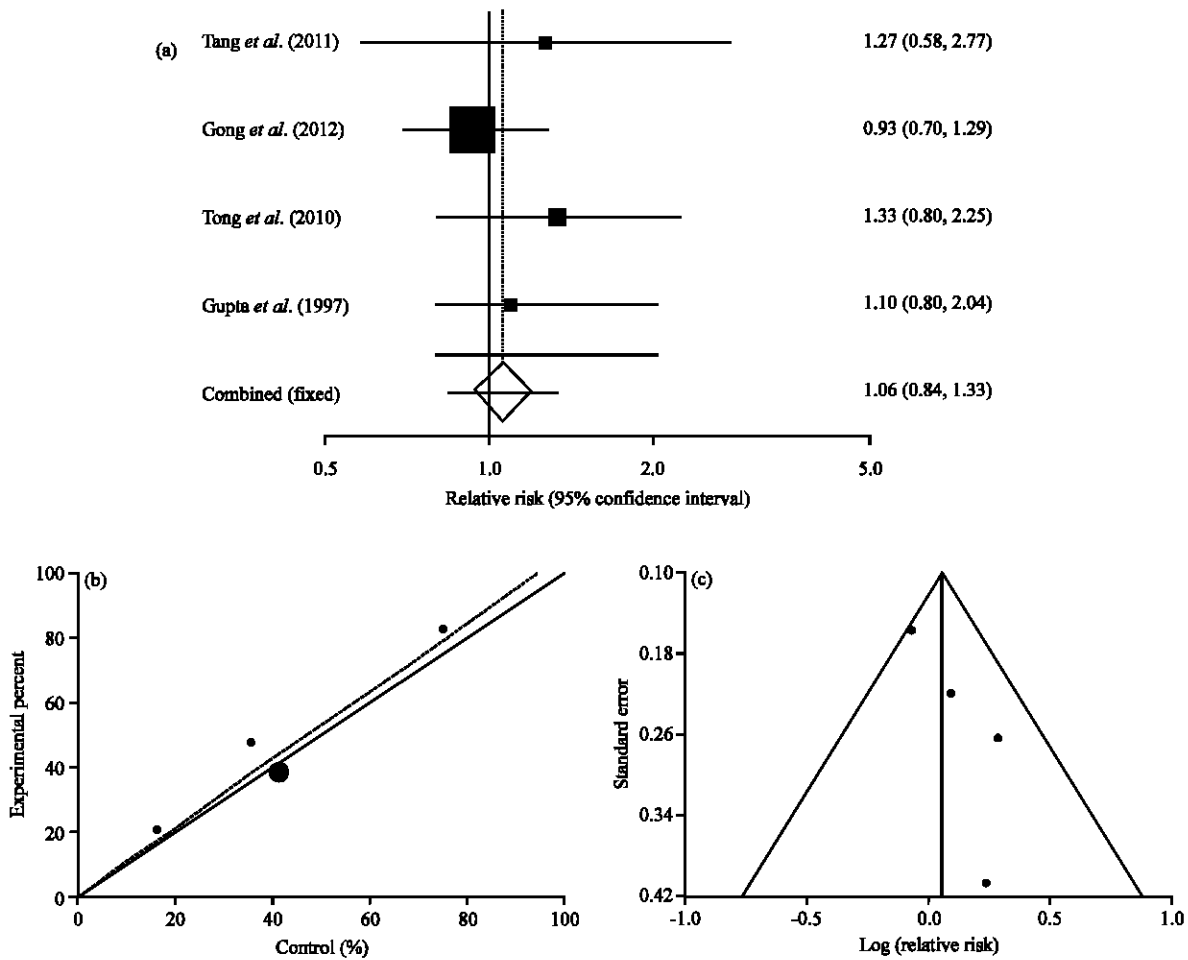 (a)
Tang et al. (2011) 1.27 (0.58, 2.77)
Gong et al. (2012) 0.93 (0.70, 1.29)
Tong et al. (2010) 1.33 (0.80, 2.25)
Gupta et al. (1997) 1.10 (0.80, 2.04)
Combined (fixed) 1.06 (0.84, 1.33)
0.5 1.0 2.0 5.0
Relative risk (95% confidence interval)
(b)
Experimental percent
100
80
60
40
20
0
0 20 40 60 80 100
Control (%)
(c)
Standard error
0.10
0.18
0.26
0.34
0.42
-1.0 -0.5 0.0 0.5 1.0
Log (relative risk)